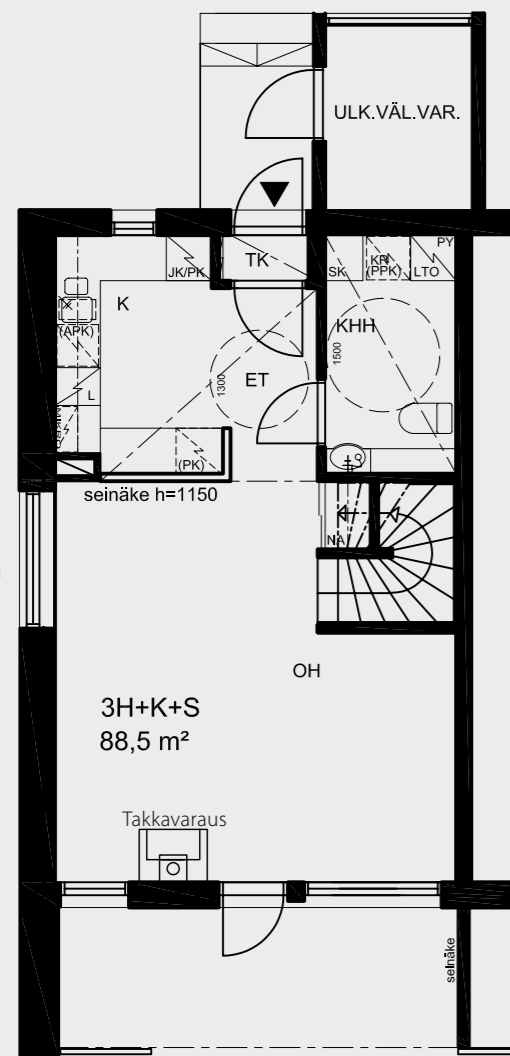 ULK.VÄL.VAR.
TK
JK/PK
SK
KR
(PPK)
LTO
PY
K
KHH
(APK)
ET
1300
1500
L
MIKRO
(PK)
seinäke h=1150
NA
OH
3H+K+S
88,5 m²
Takkavaraus
seinäke